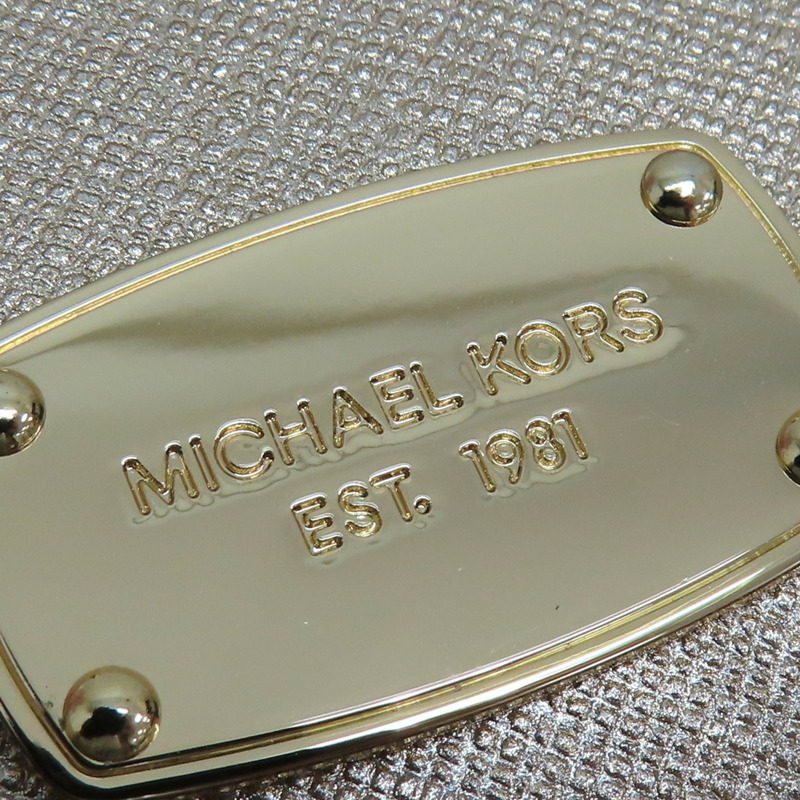 MICHAEL KORS
EST. 1981